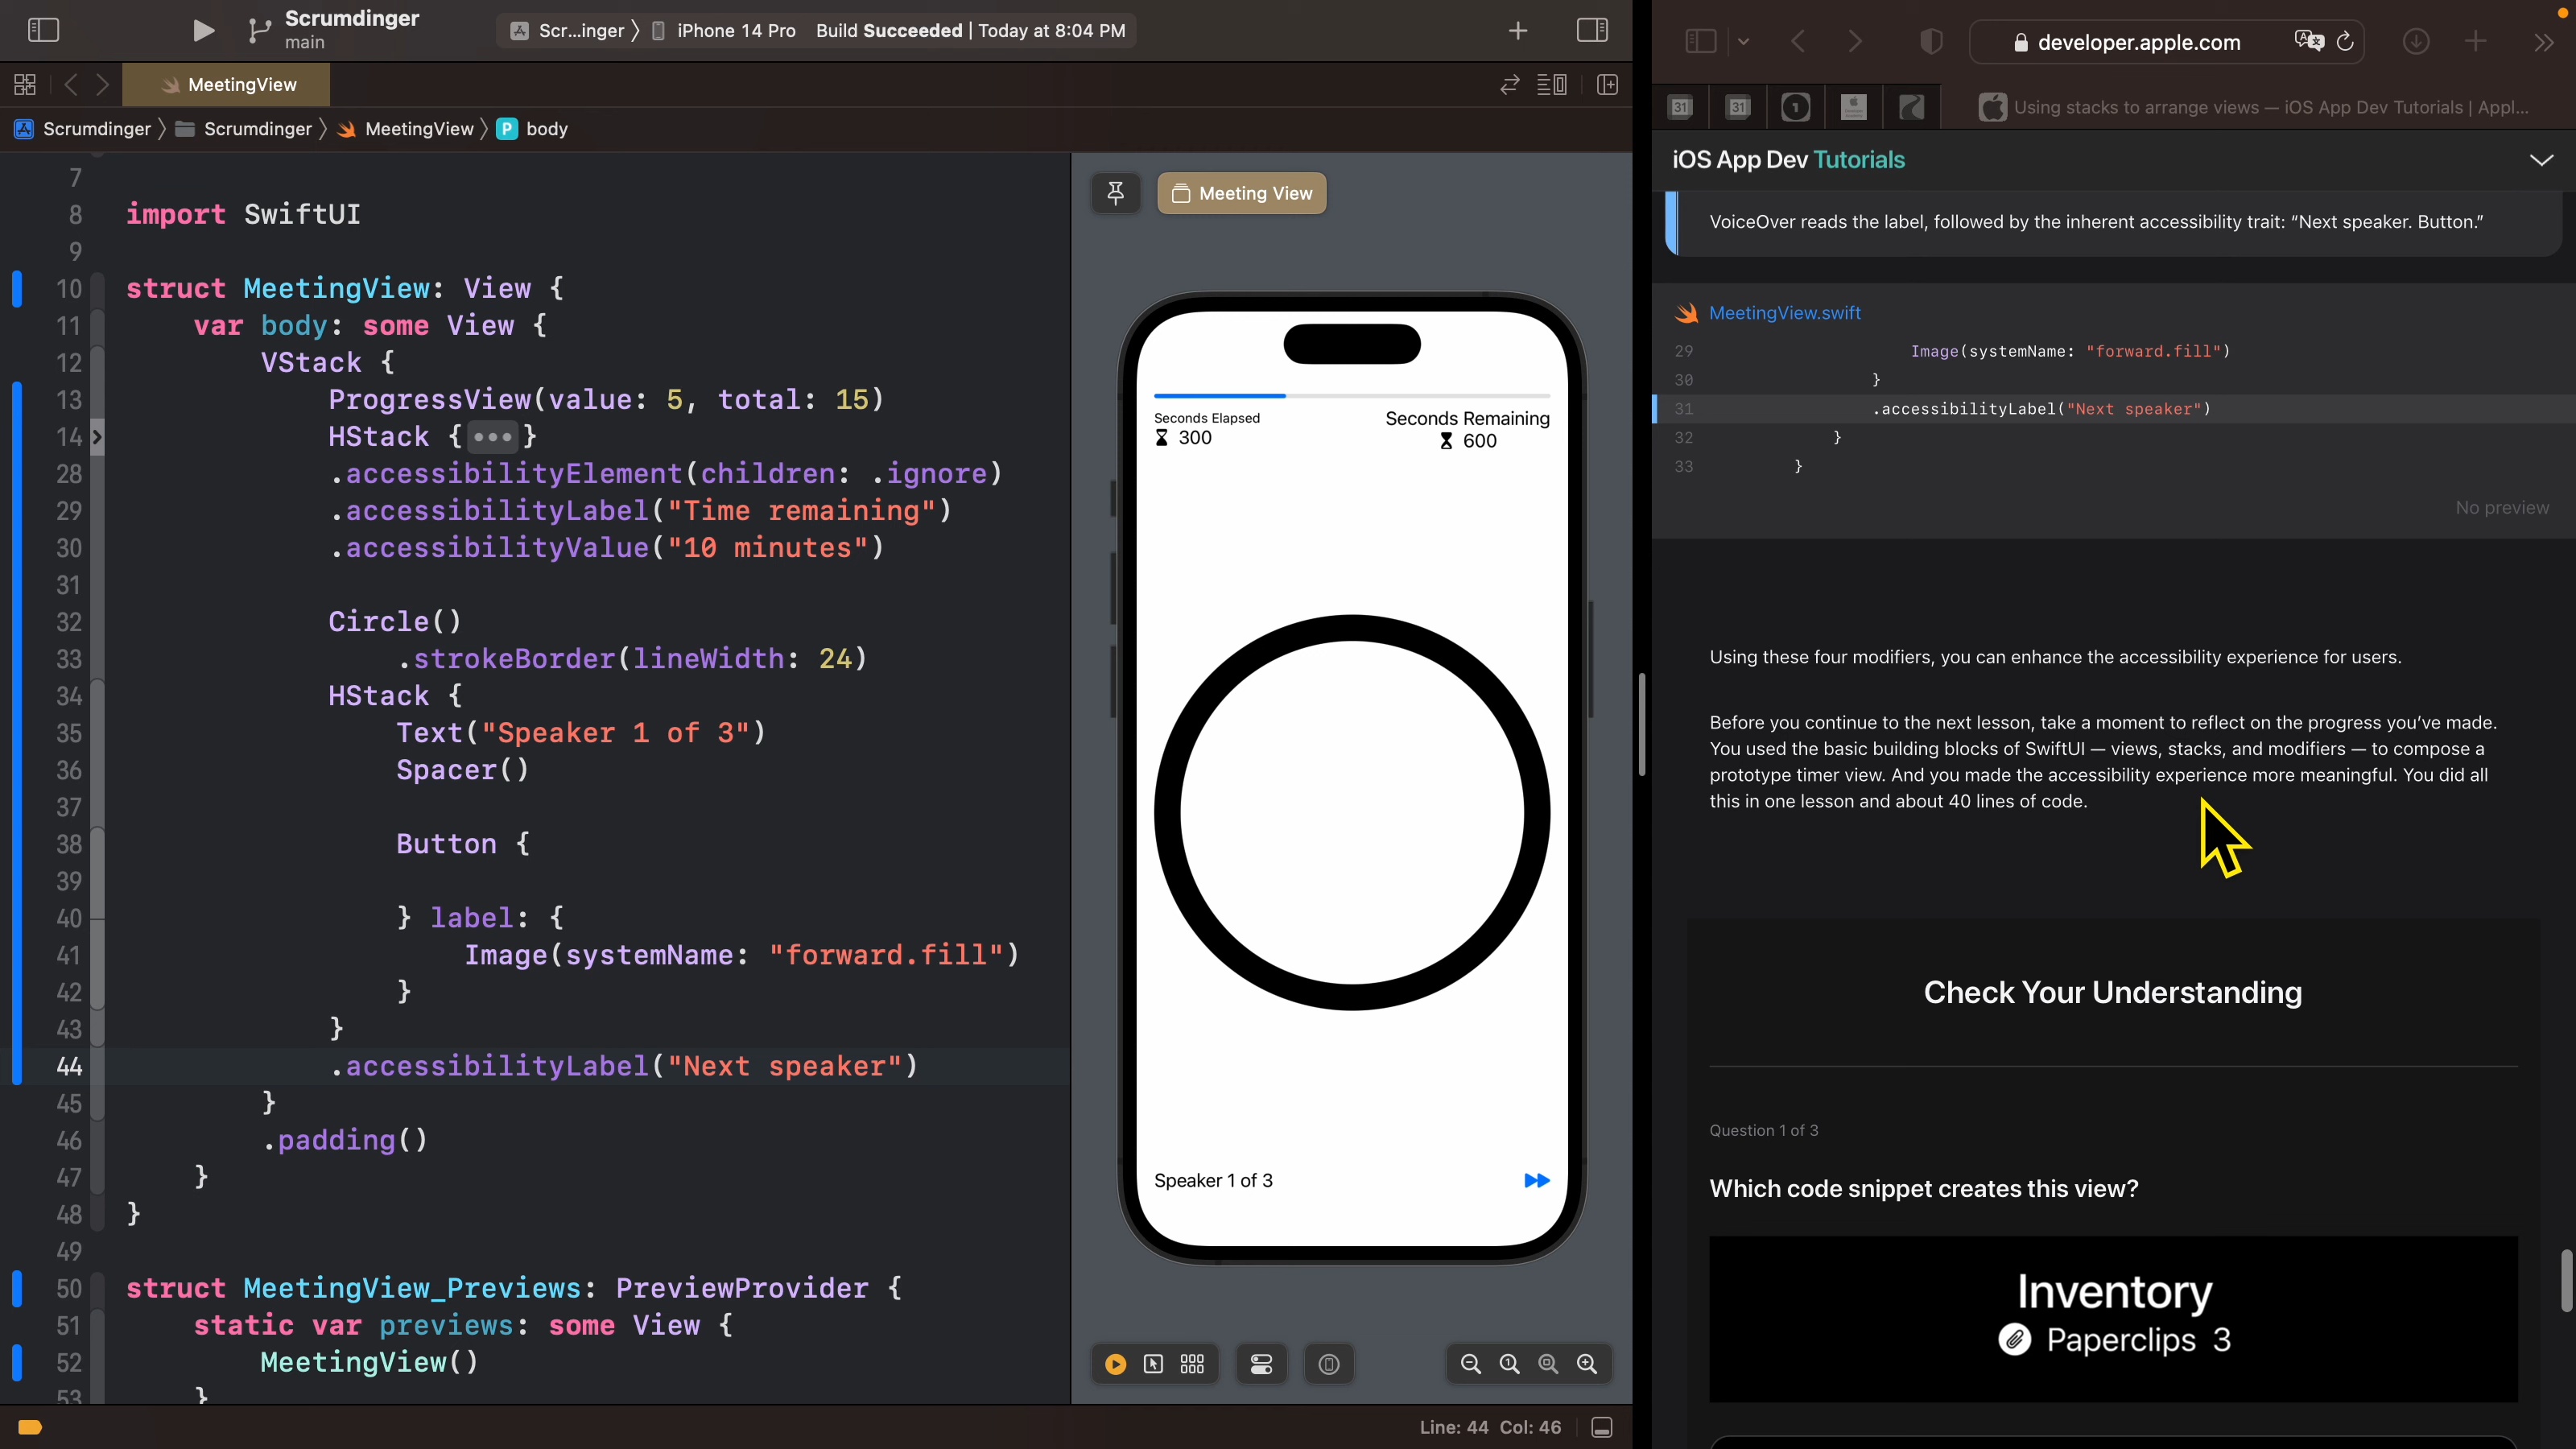 Scrumdinger
main
Scr...inger
iPhone 14 Pro
Build Succeeded | Today at 8:04 PM
MeetingView
Scrumdinger
Scrumdinger
MeetingView
P
body
7
8 import SwiftUI
9
10 struct MeetingView: View {
11 var body: some View {
12 VStack {
13 ProgressView(value: 5, total: 15)
14 HStack {•••}
28 .accessibilityElement(children: .ignore)
29 .accessibilityLabel("Time remaining")
30 .accessibilityValue("10 minutes")
31
32 Circle()
33 .strokeBorder(lineWidth: 24)
34 HStack {
35 Text("Speaker 1 of 3")
36 Spacer()
37
38 Button {
39
40 } label: {
41 Image(systemName: "forward.fill")
42 }
43 }
44 .accessibilityLabel("Next speaker")
45 }
46 .padding()
47 }
48 }
49
50 struct MeetingView_Previews: PreviewProvider {
51 static var previews: some View {
52 MeetingView()
53 }
Line: 44 Col: 46
Meeting View
Seconds Elapsed
300
Seconds Remaining
600
Speaker 1 of 3
developer.apple.com
31
31
1
Using stacks to arrange views — iOS App Dev Tutorials | Appl...
iOS App Dev Tutorials
VoiceOver reads the label, followed by the inherent accessibility trait: “Next speaker. Button.”
MeetingView.swift
29 Image(systemName: "forward.fill")
30 }
31 .accessibilityLabel("Next speaker")
32 }
33 }
No preview
Using these four modifiers, you can enhance the accessibility experience for users.
Before you continue to the next lesson, take a moment to reflect on the progress you’ve made.
You used the basic building blocks of SwiftUI — views, stacks, and modifiers — to compose a
prototype timer view. And you made the accessibility experience more meaningful. You did all
this in one lesson and about 40 lines of code.
Check Your Understanding
Question 1 of 3
Which code snippet creates this view?
Inventory
Paperclips 3